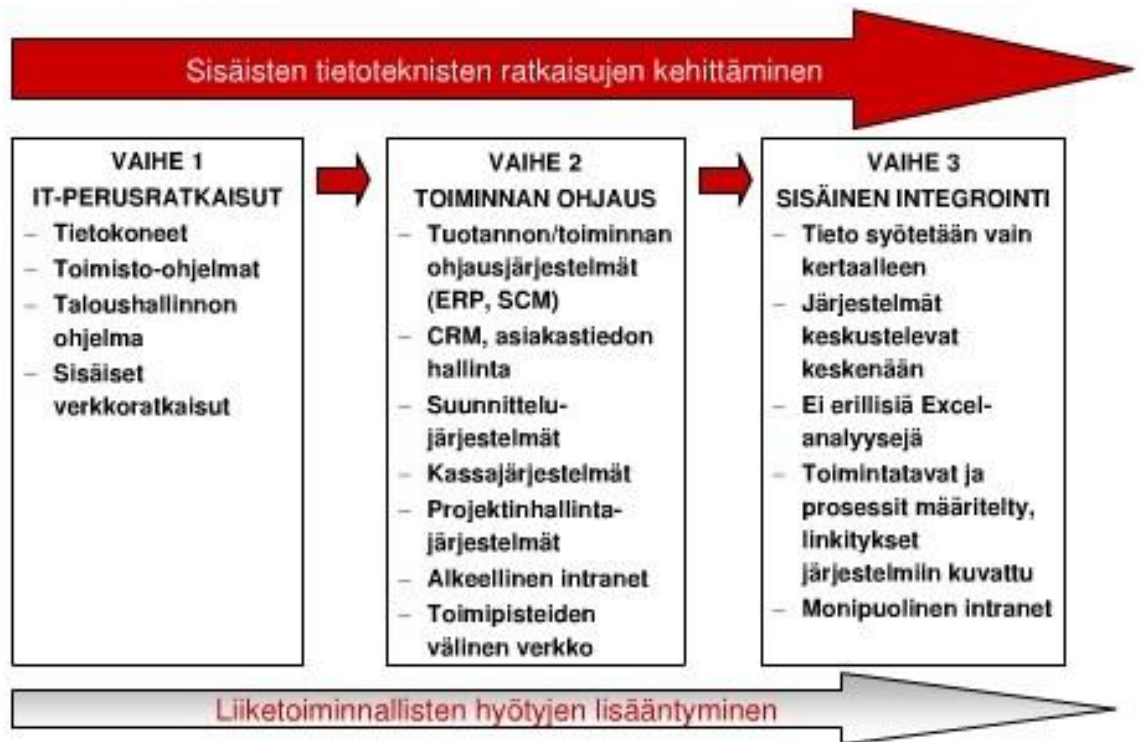 Sisäisten tietoteknisten ratkaisujen kehittäminen
VAIHE 1
IT-PERUSRATKAISUT
– Tietokoneet
– Toimisto-ohjelmat
– Taloushallinnon
ohjelma
– Sisäiset
verkkoratkaisut
VAIHE 2
TOIMINNAN OHJAUS
– Tuotannon/toiminnan
ohjausjärjestelmät
(ERP, SCM)
– CRM, asiakastiedon
hallinta
– Suunnittelu-
järjestelmät
– Kassajärjestelmät
– Projektinhallinta-
järjestelmät
– Alkeellinen intranet
– Toimipisteiden
välinen verkko
VAIHE 3
SISÄINEN INTEGROINTI
– Tieto syötetään vain
kertaalleen
– Järjestelmät
keskustelevat
keskenään
– Ei erillisiä Excel-
analyysejä
– Toimintatavat ja
prosessit määritelty,
linkitykset
järjestelmiin kuvattu
– Monipuolinen intranet
Liiketoiminnallisten hyötyjen lisääntyminen